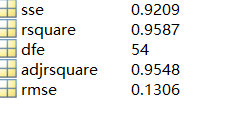 sse 0.9209
rsquare 0.9587
dfe 54
adjrsquare 0.9548
rmse 0.1306